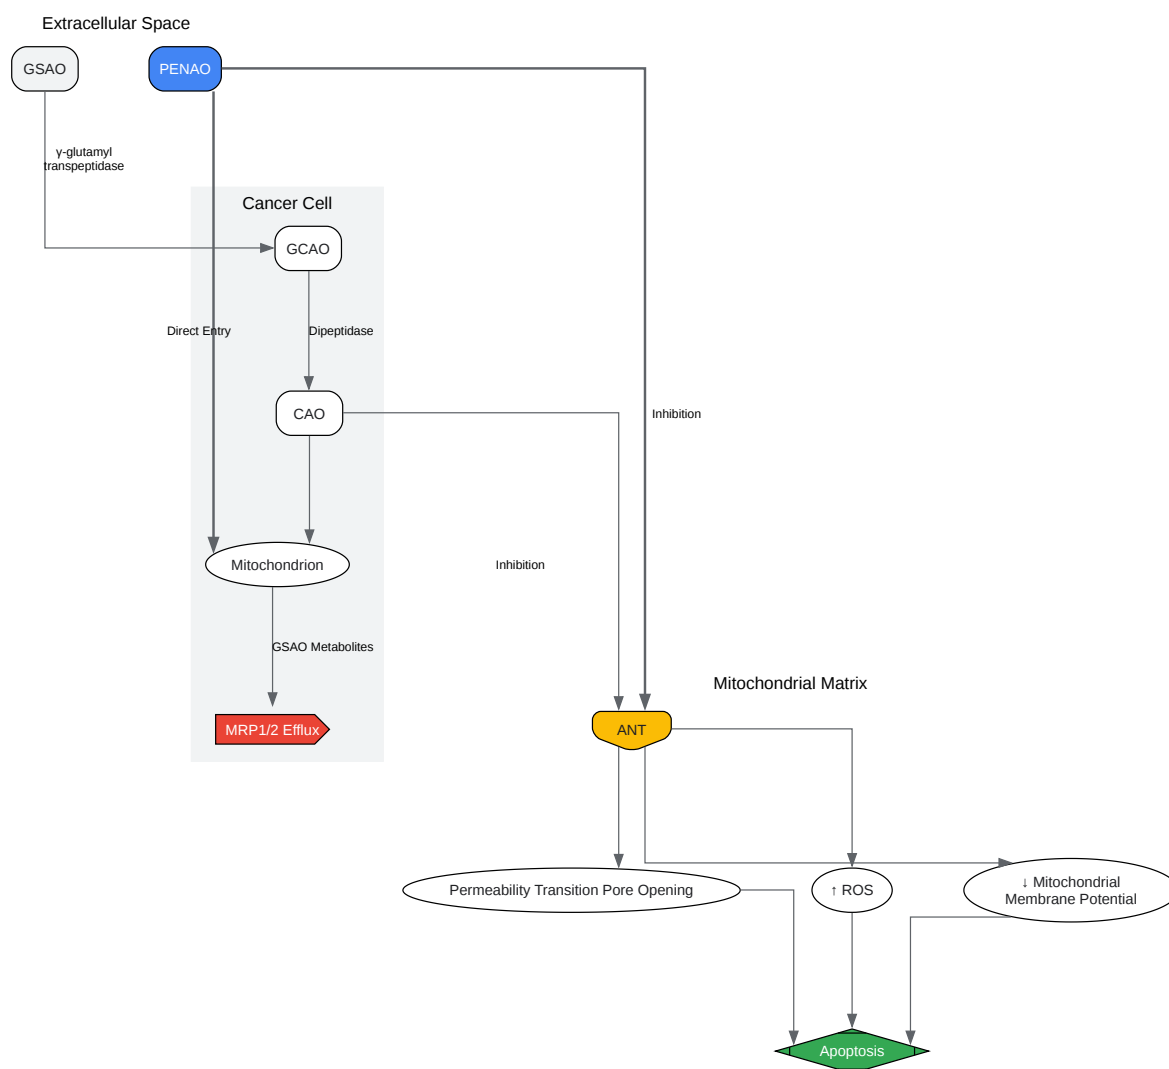 Extracellular Space
GSAO
PENAO
γ-glutamyl
transpeptidase
Cancer Cell
GCAO
Direct Entry
Dipeptidase
CAO
Inhibition
Mitochondrion
Inhibition
GSAO Metabolites
Mitochondrial Matrix
MRP1/2 Efflux
ANT
Permeability Transition Pore Opening
↑ ROS
↓ Mitochondrial
Membrane Potential
Apoptosis